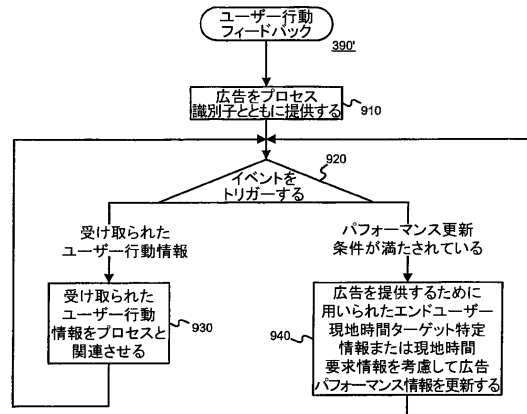 ユーザー行動
フィードバック
390'
広告をプロセス
識別子とともに提供する
910
920
イベントを
トリガーする
受け取られた
ユーザー行動情報
パフォーマンス更新
条件が満たされている
受け取られた
ユーザー行動
情報をプロセスと
関連させる
930
940
広告を提供するために
用いられたエンドユーザー
現地時間ターゲット特定
情報または現地時間
要求情報を考慮して広告
パフォーマンス情報を更新する